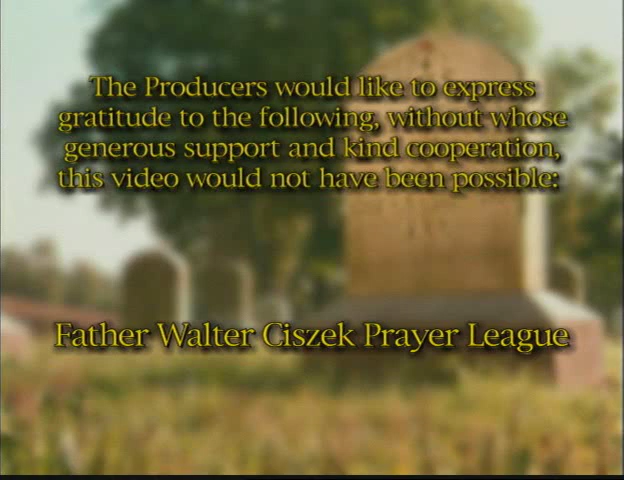 The Producers would like to express
gratitude to the following, without whose
generous support and kind cooperation,
this video would not have been possible:
Father Walter Ciszek Prayer League